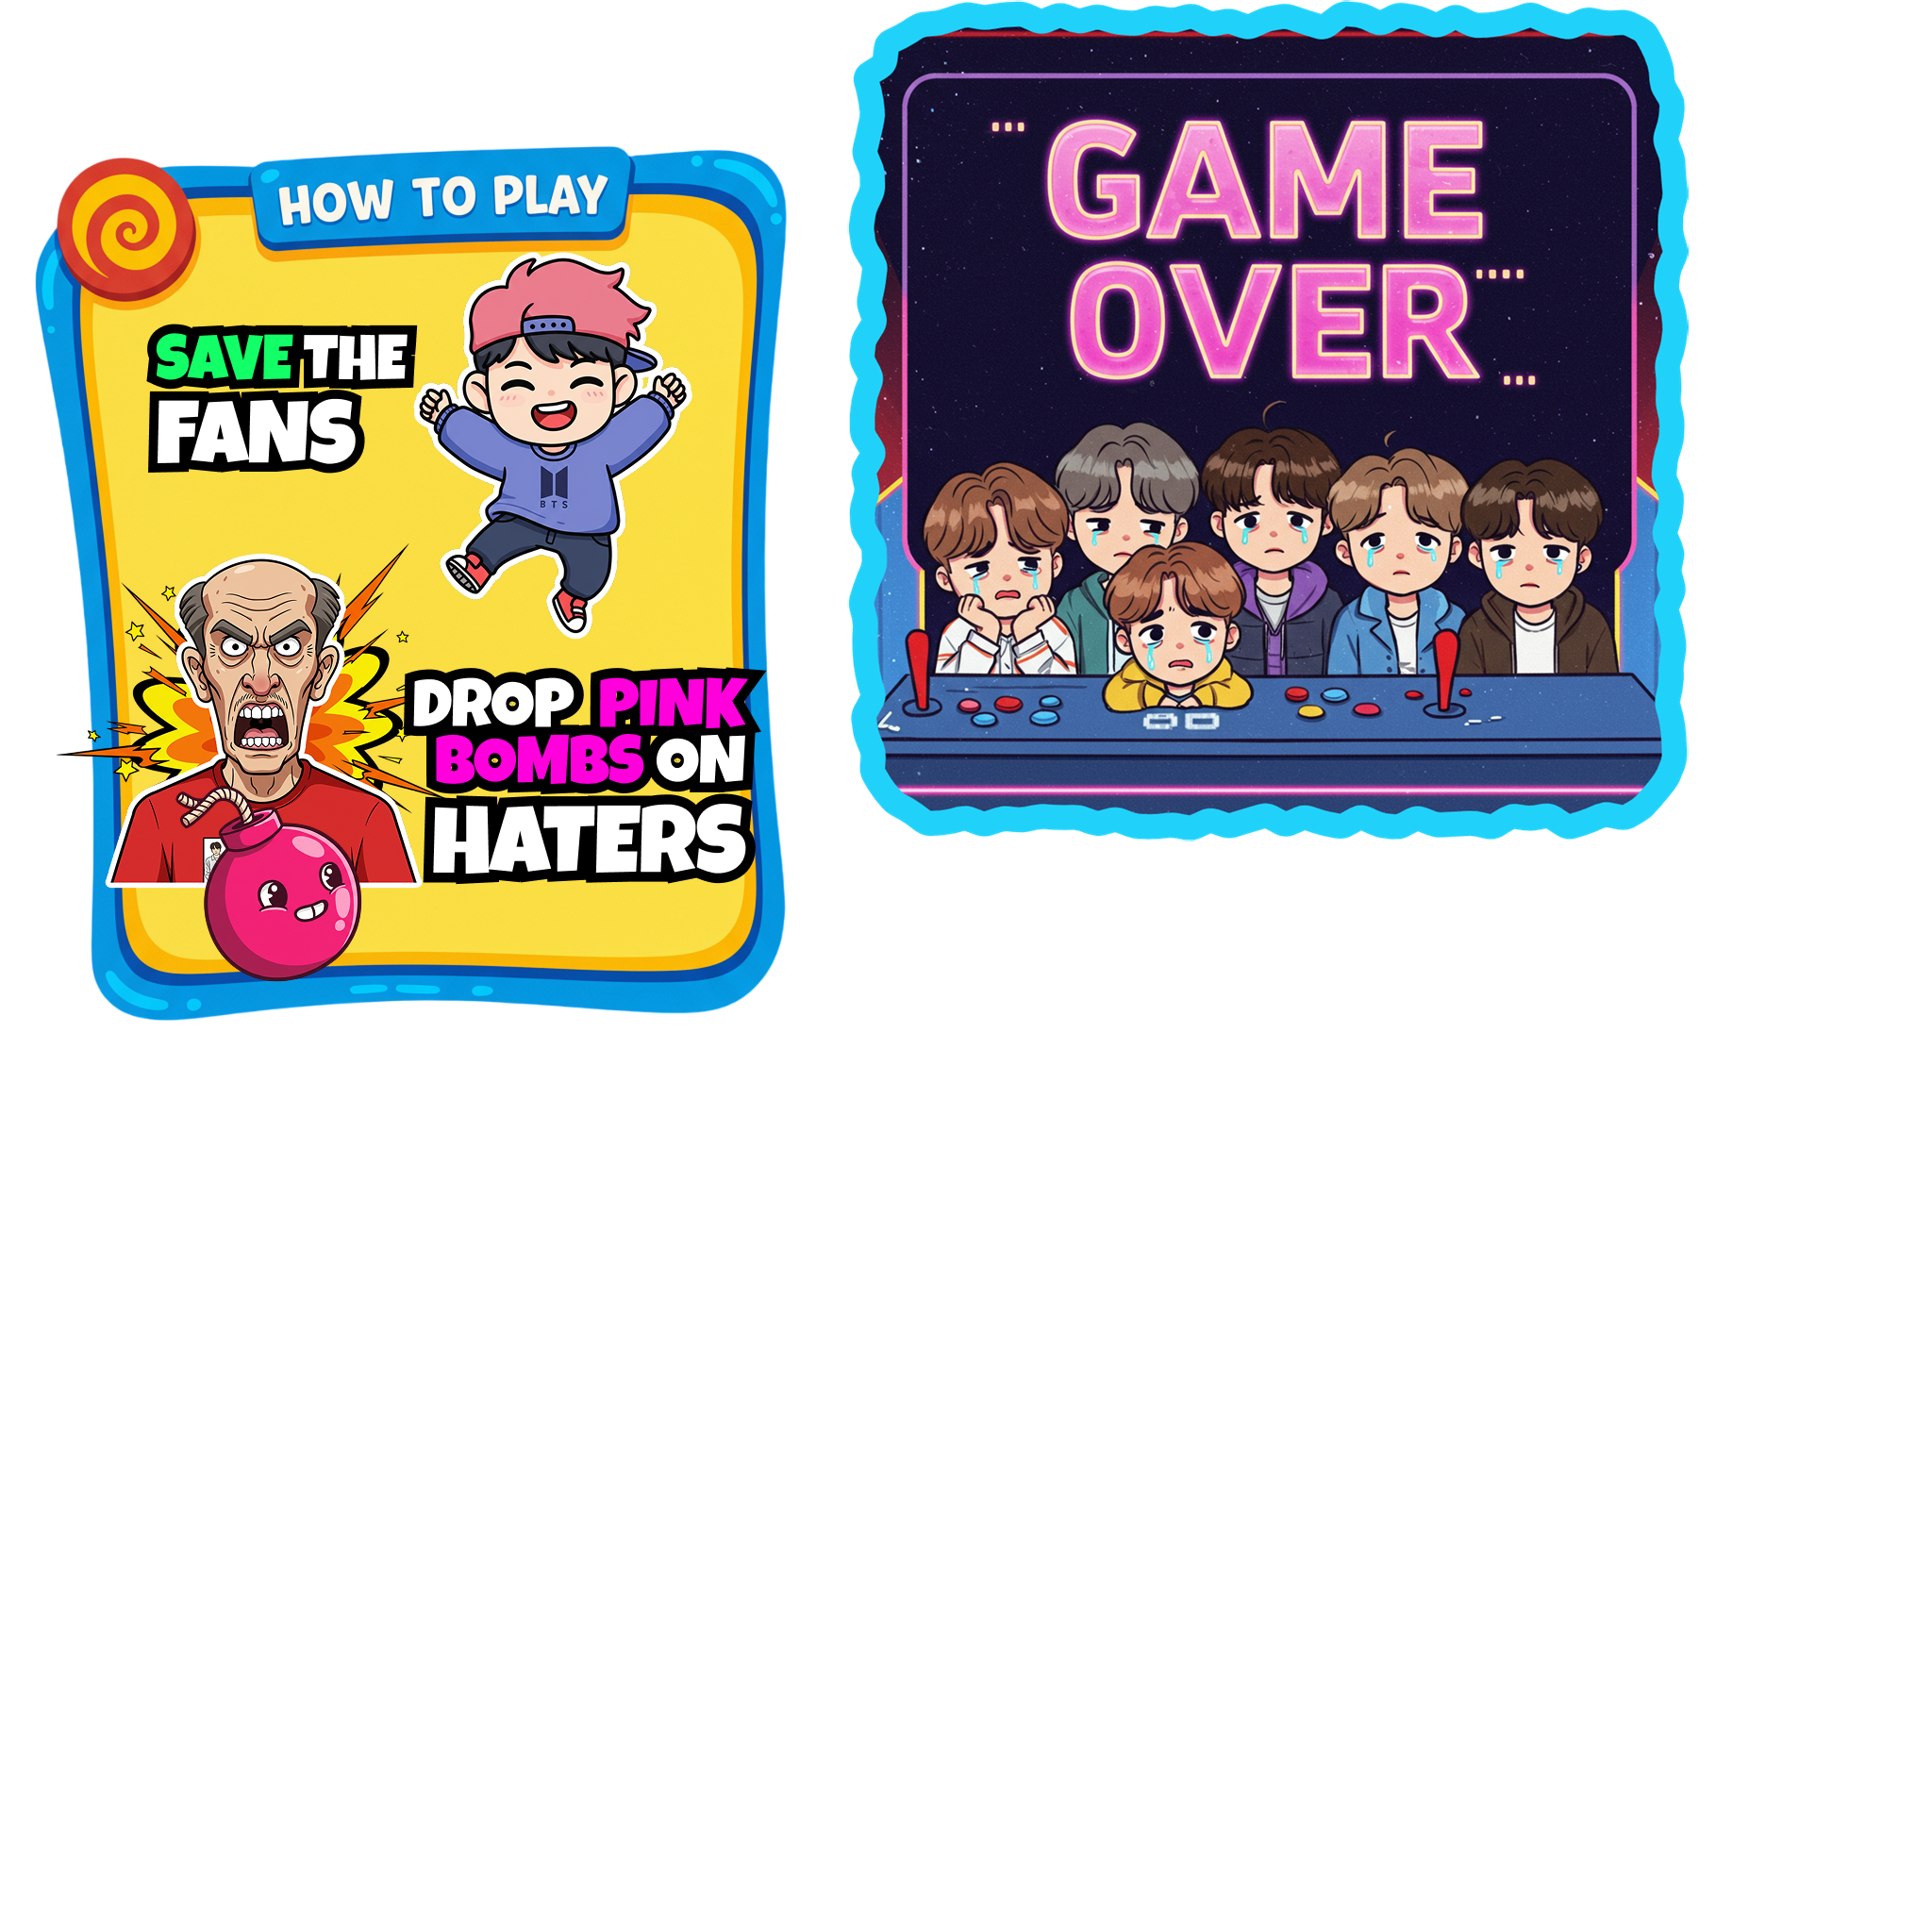 HOW TO PLAY
SAVE THE
FANS
BTS
DROP PINK
BOMBS ON
HATERS
GAME
OVER